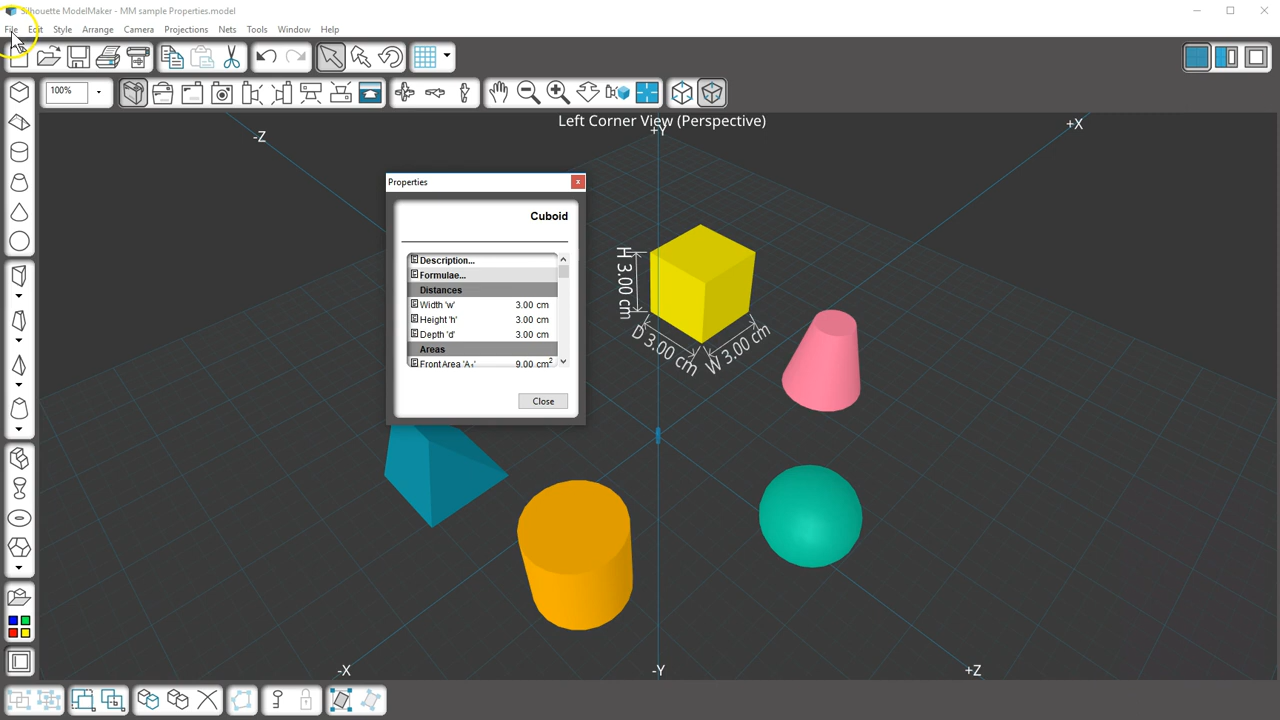 Silhouette ModelMaker - MM sample Properties.model
File Edit Style Arrange Camera Projections Nets Tools Window Help
100%
Left Corner View (Perspective)
-Z
+Y
+X
Properties
Cuboid
Description...
Formulae...
Distances
Width 'w' 3.00 cm
Height 'h' 3.00 cm
Depth 'd' 3.00 cm
Areas
Front Area 'A₁' 9.00 cm²
Close
H 3.00 cm
D 3.00 cm
W 3.00 cm
-X
-Y
+Z